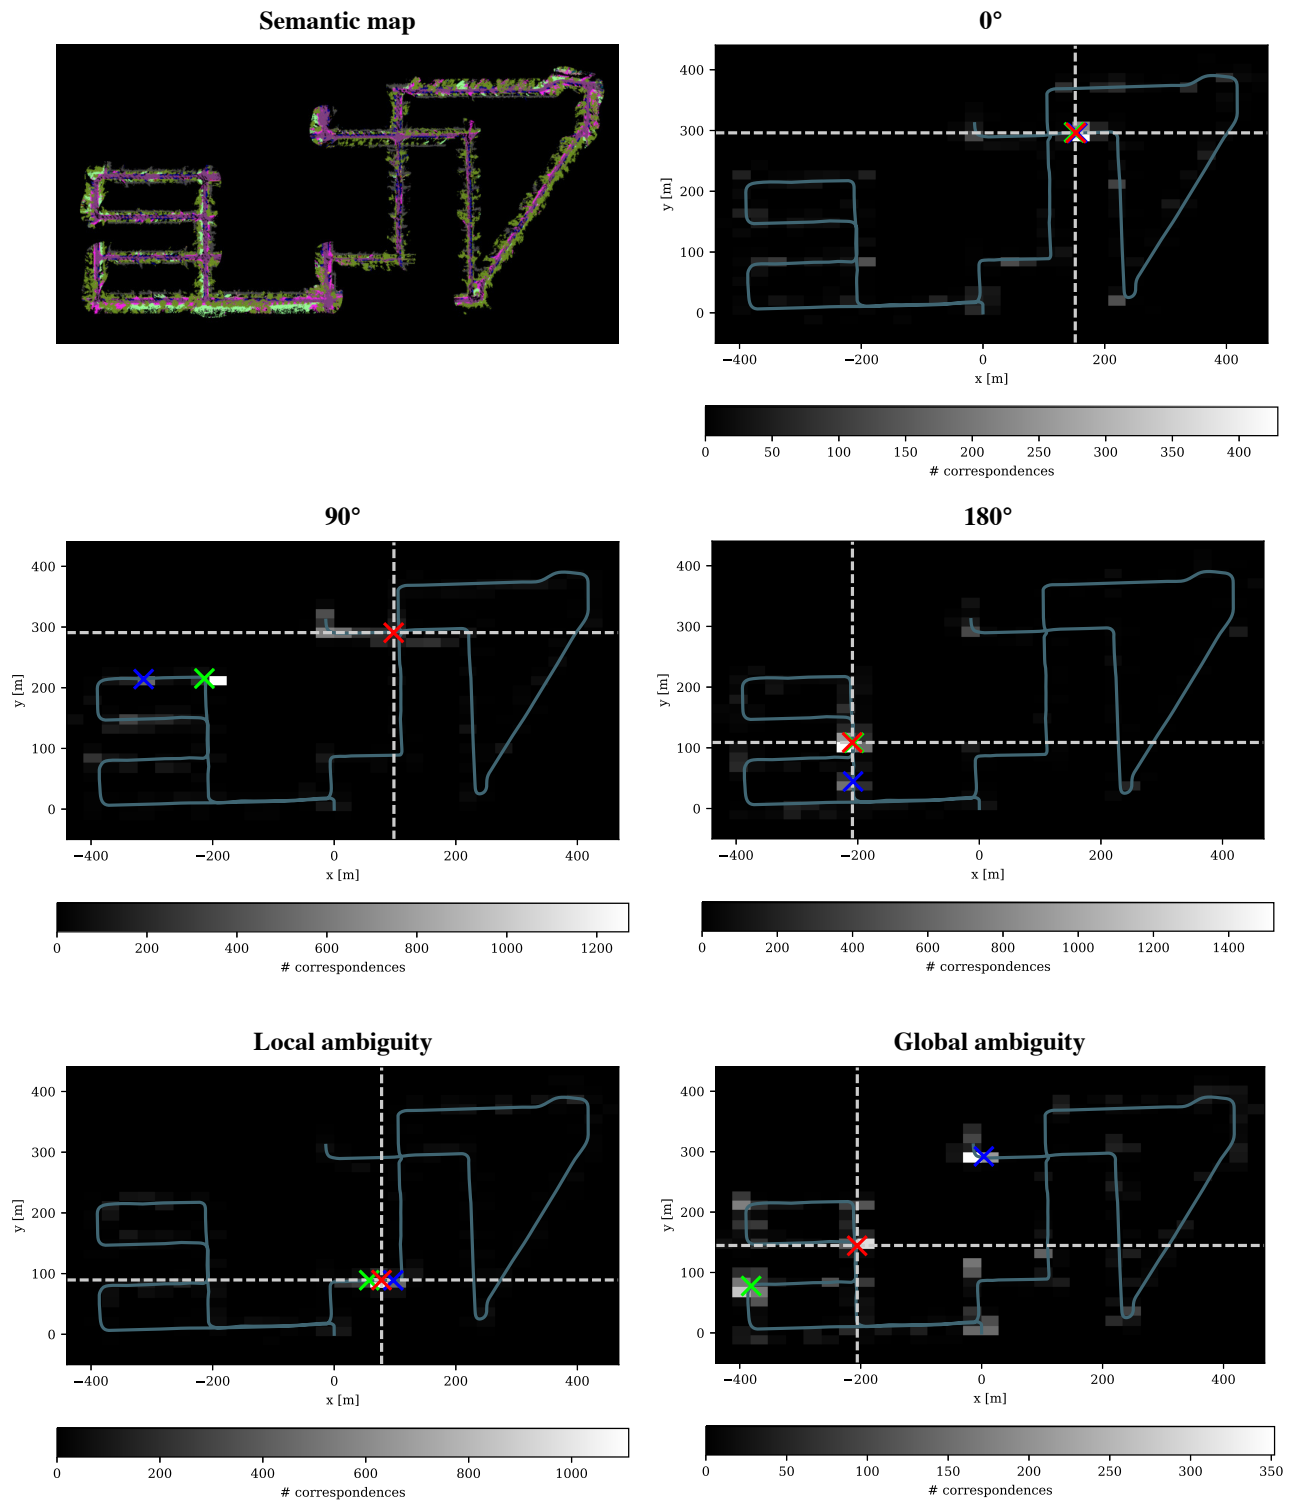 Semantic map
0°
400
300
200
100
0
y [m]
−400 −200 0 200 400
x [m]
0 50 100 150 200 250 300 350 400
# correspondences
90°
180°
400
300
200
100
0
y [m]
−400 −200 0 200 400
x [m]
0 200 400 600 800 1000 1200
# correspondences
400
300
200
100
0
y [m]
−400 −200 0 200 400
x [m]
0 200 400 600 800 1000 1200 1400
# correspondences
Local ambiguity
Global ambiguity
400
300
200
100
0
y [m]
−400 −200 0 200 400
x [m]
0 200 400 600 800 1000
# correspondences
400
300
200
100
0
y [m]
−400 −200 0 200 400
x [m]
0 50 100 150 200 250 300 350
# correspondences